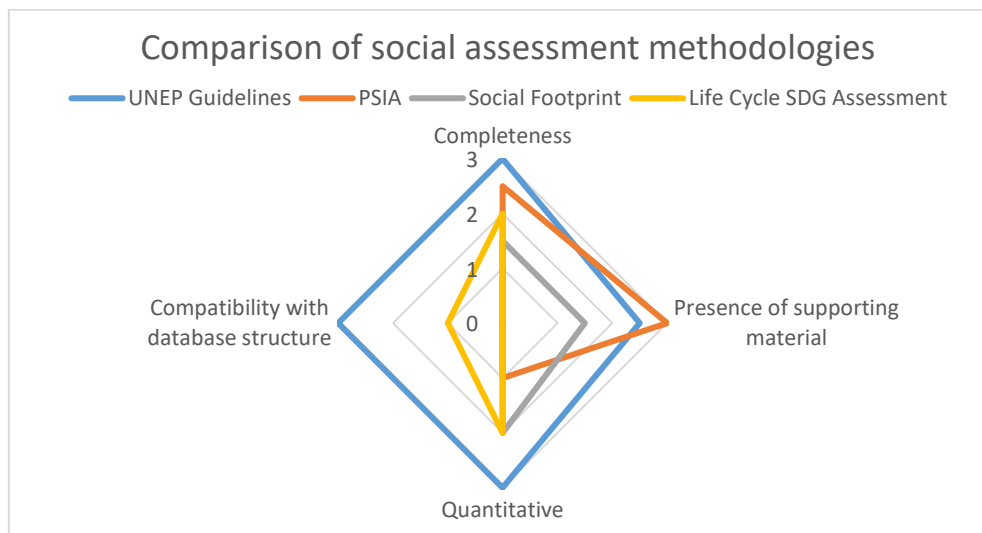 Comparison of social assessment methodologies
UNEP Guidelines PSIA Social Footprint Life Cycle SDG Assessment
Completeness
3
2
1
0
Compatibility with
database structure
Presence of supporting
material
Quantitative